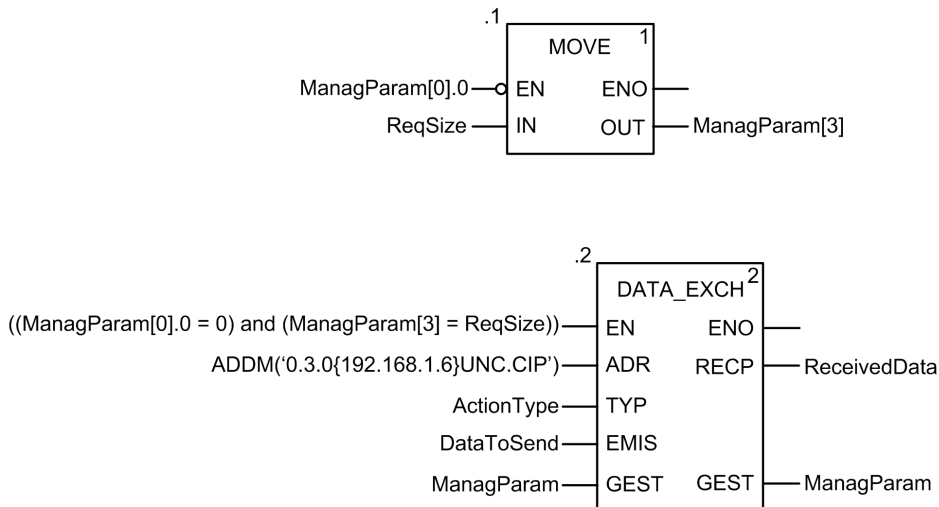 .1
MOVE 1
ManagParam[0].0 EN ENO
ReqSize IN OUT ManagParam[3]
.2
DATA_EXCH 2
((ManagParam[0].0 = 0) and (ManagParam[3] = ReqSize)) EN ENO
ADDM(‘0.3.0{192.168.1.6}UNC.CIP’) ADR RECP ReceivedData
ActionType TYP
DataToSend EMIS
ManagParam GEST GEST ManagParam